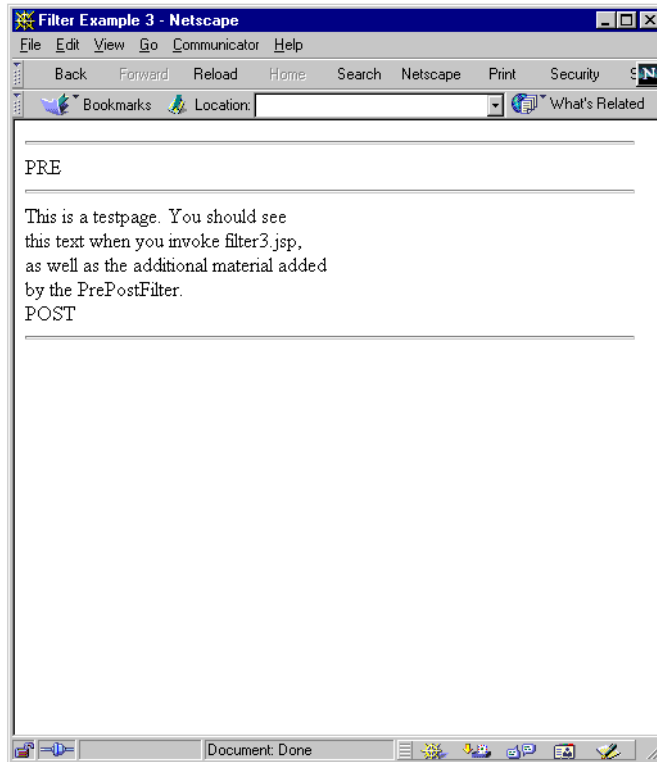 Filter Example 3 - Netscape
File Edit View Go Communicator Help
Back Forward Reload Home Search Netscape Print Security S N
Bookmarks Location: What's Related
PRE
This is a testpage. You should see
this text when you invoke filter3.jsp,
as well as the additional material added
by the PrePostFilter.
POST
Document: Done